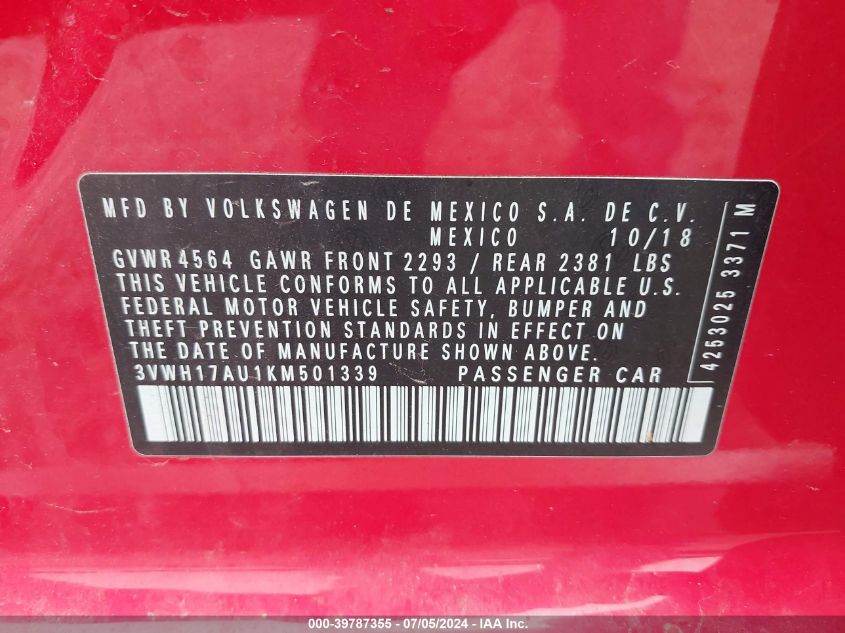 MFD BY VOLKSWAGEN DE MEXICO S.A. DE C.V.
MEXICO 10/18
GVWR 4564 GAWR FRONT 2293 / REAR 2381 LBS
THIS VEHICLE CONFORMS TO ALL APPLICABLE U.S.
FEDERAL MOTOR VEHICLE SAFETY, BUMPER AND
THEFT PREVENTION STANDARDS IN EFFECT ON
THE DATE OF MANUFACTURE SHOWN ABOVE.
3VWH17AU1KM501339 PASSENGER CAR
4253025 3371 M
000-39787355 - 07/05/2024 - IAA Inc.